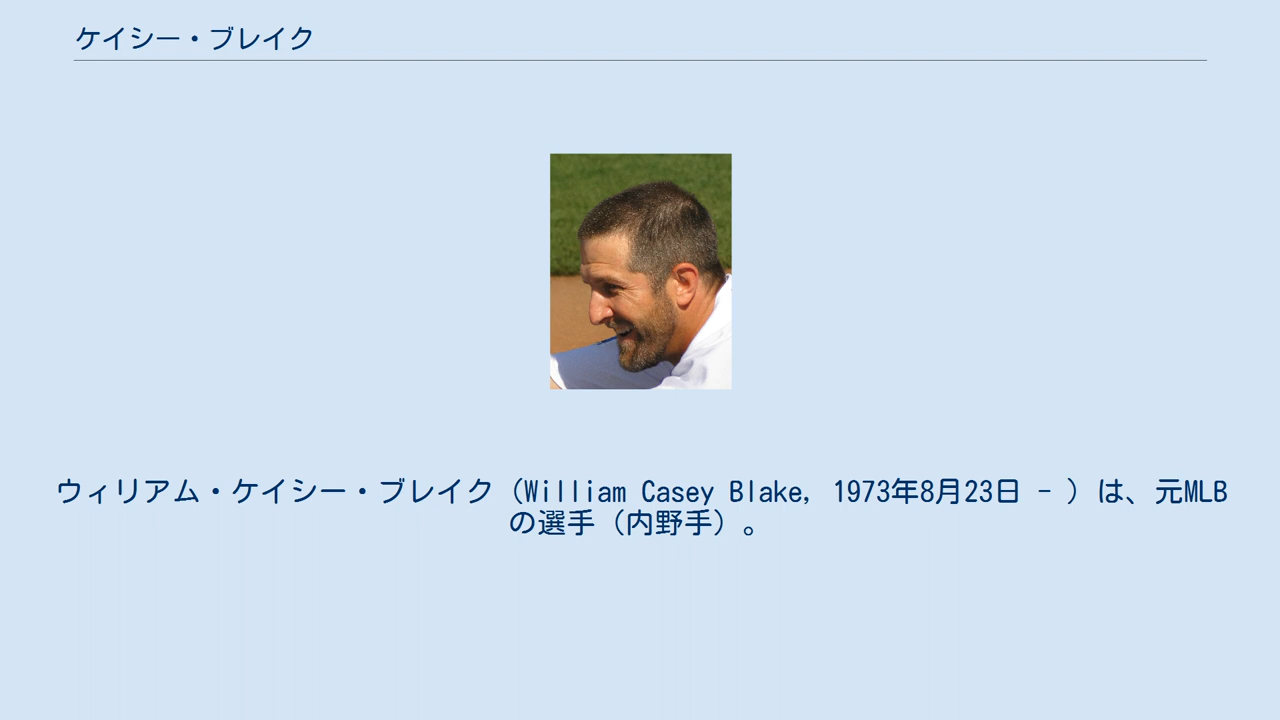 ケイシー・ブレイク
ウィリアム・ケイシー・ブレイク（William Casey Blake, 1973年8月23日 - ）は、元MLB
の選手（内野手）。